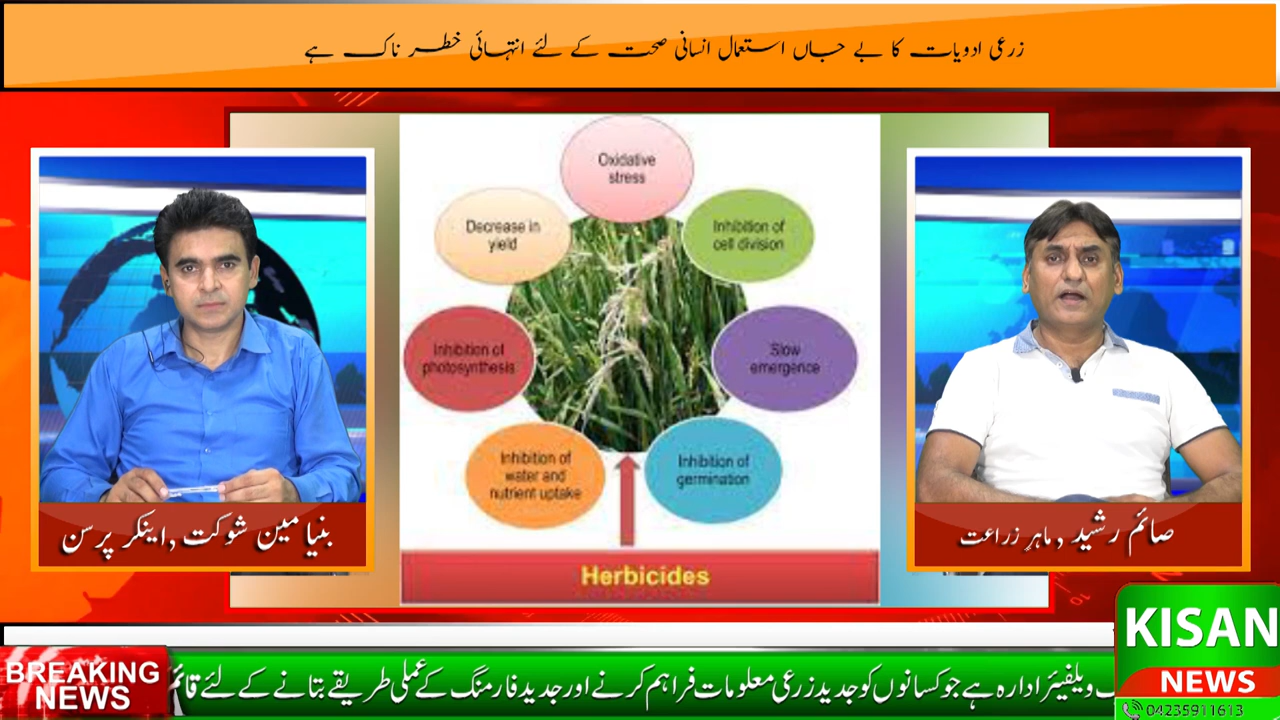 زرعی ادویات کا بے جاں استعمال انسانی صحت کے لئے انتہائی خطر ناک ہے
Oxidative
stress
Decrease in
yield
Inhibition of
cell division
Inhibition of
photosynthesis
Slow
emergence
Inhibition of
water and
nutrient uptake
Inhibition of
germination
Herbicides
بنیامین شوکت , اینکر پرسن
صائم رشید , ماہرِ زراعت
KISAN
NEWS
04235911613
BREAKING
NEWS
ویلفیئر ادارہ ہے جو کسانوں کو جدید زرعی معلومات فراہم کرنے اور جدید فارمنگ کے عملی طریقے بتانے کے لئے